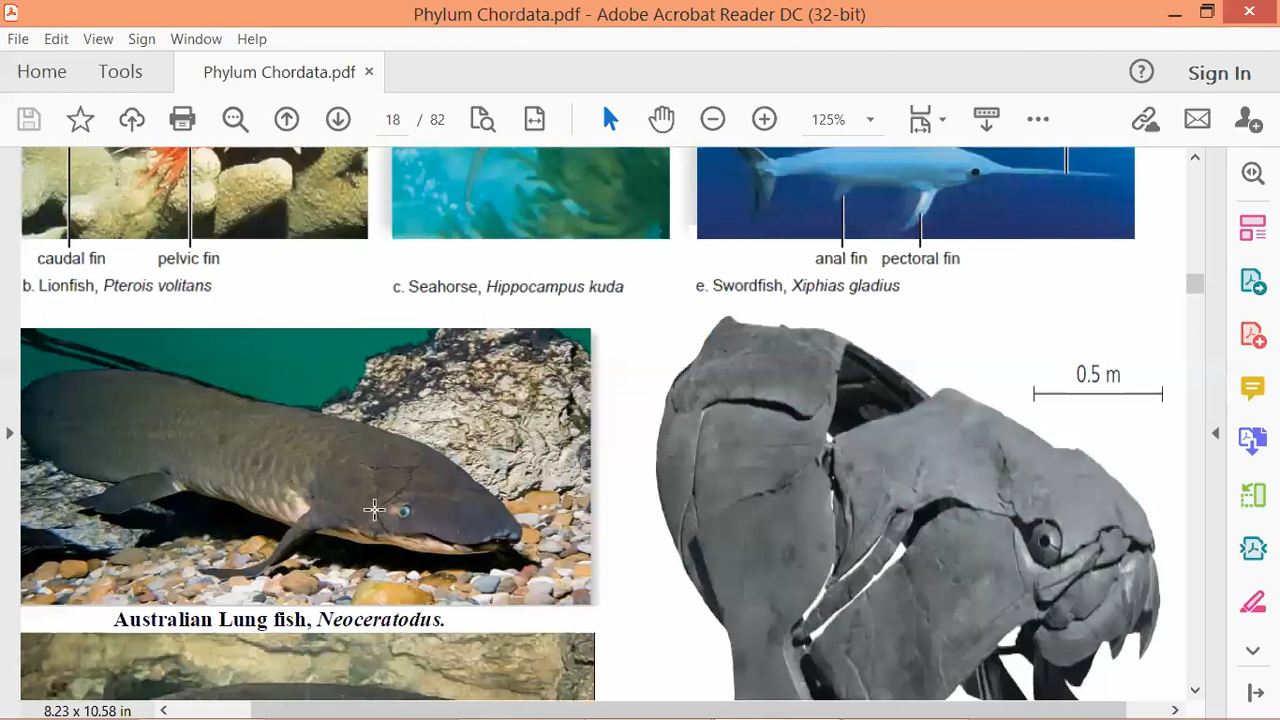 Phylum Chordata.pdf - Adobe Acrobat Reader DC (32-bit)
File Edit View Sign Window Help
Home Tools Phylum Chordata.pdf Sign In
18 / 82 125%
caudal fin pelvic fin anal fin pectoral fin
b. Lionfish, Pterois volitans c. Seahorse, Hippocampus kuda e. Swordfish, Xiphias gladius
0.5 m
Australian Lung fish, Neoceratodus.
8.23 x 10.58 in